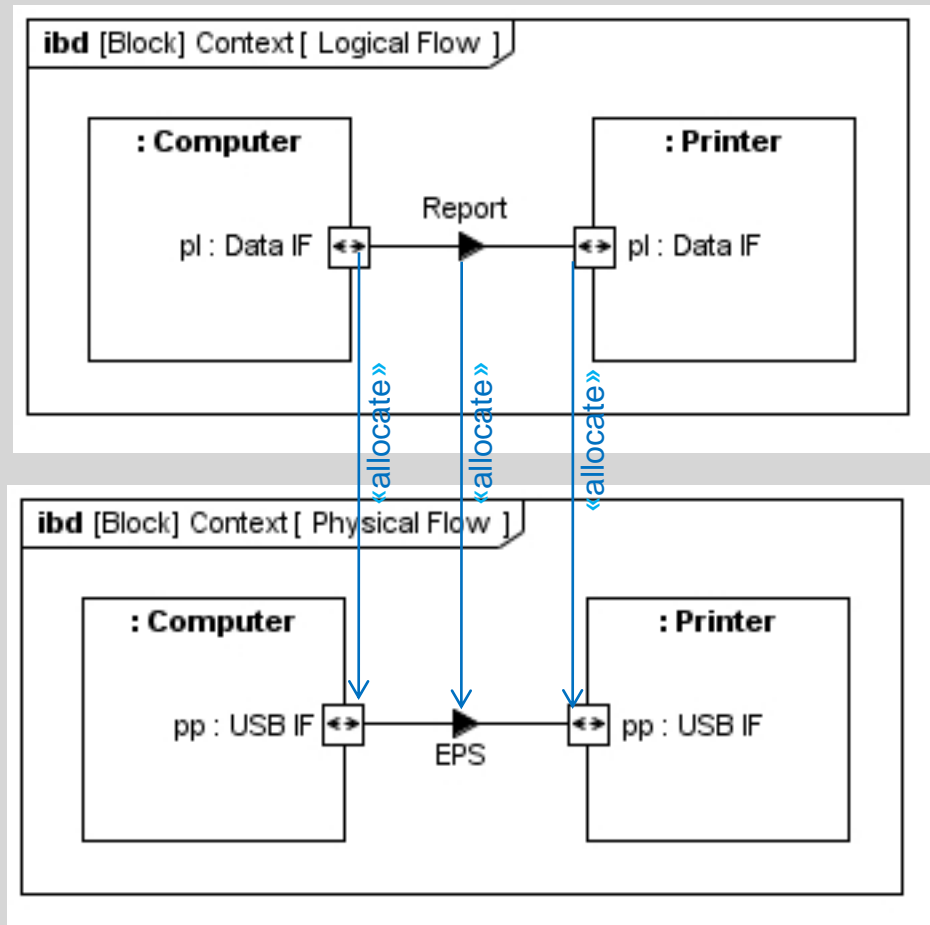 ibd [Block] Context [ Logical Flow ]
: Computer
: Printer
Report
pl : Data IF
pl : Data IF
«allocate»
«allocate»
«allocate»
ibd [Block] Context [ Physical Flow ]
: Computer
: Printer
pp : USB IF
pp : USB IF
EPS